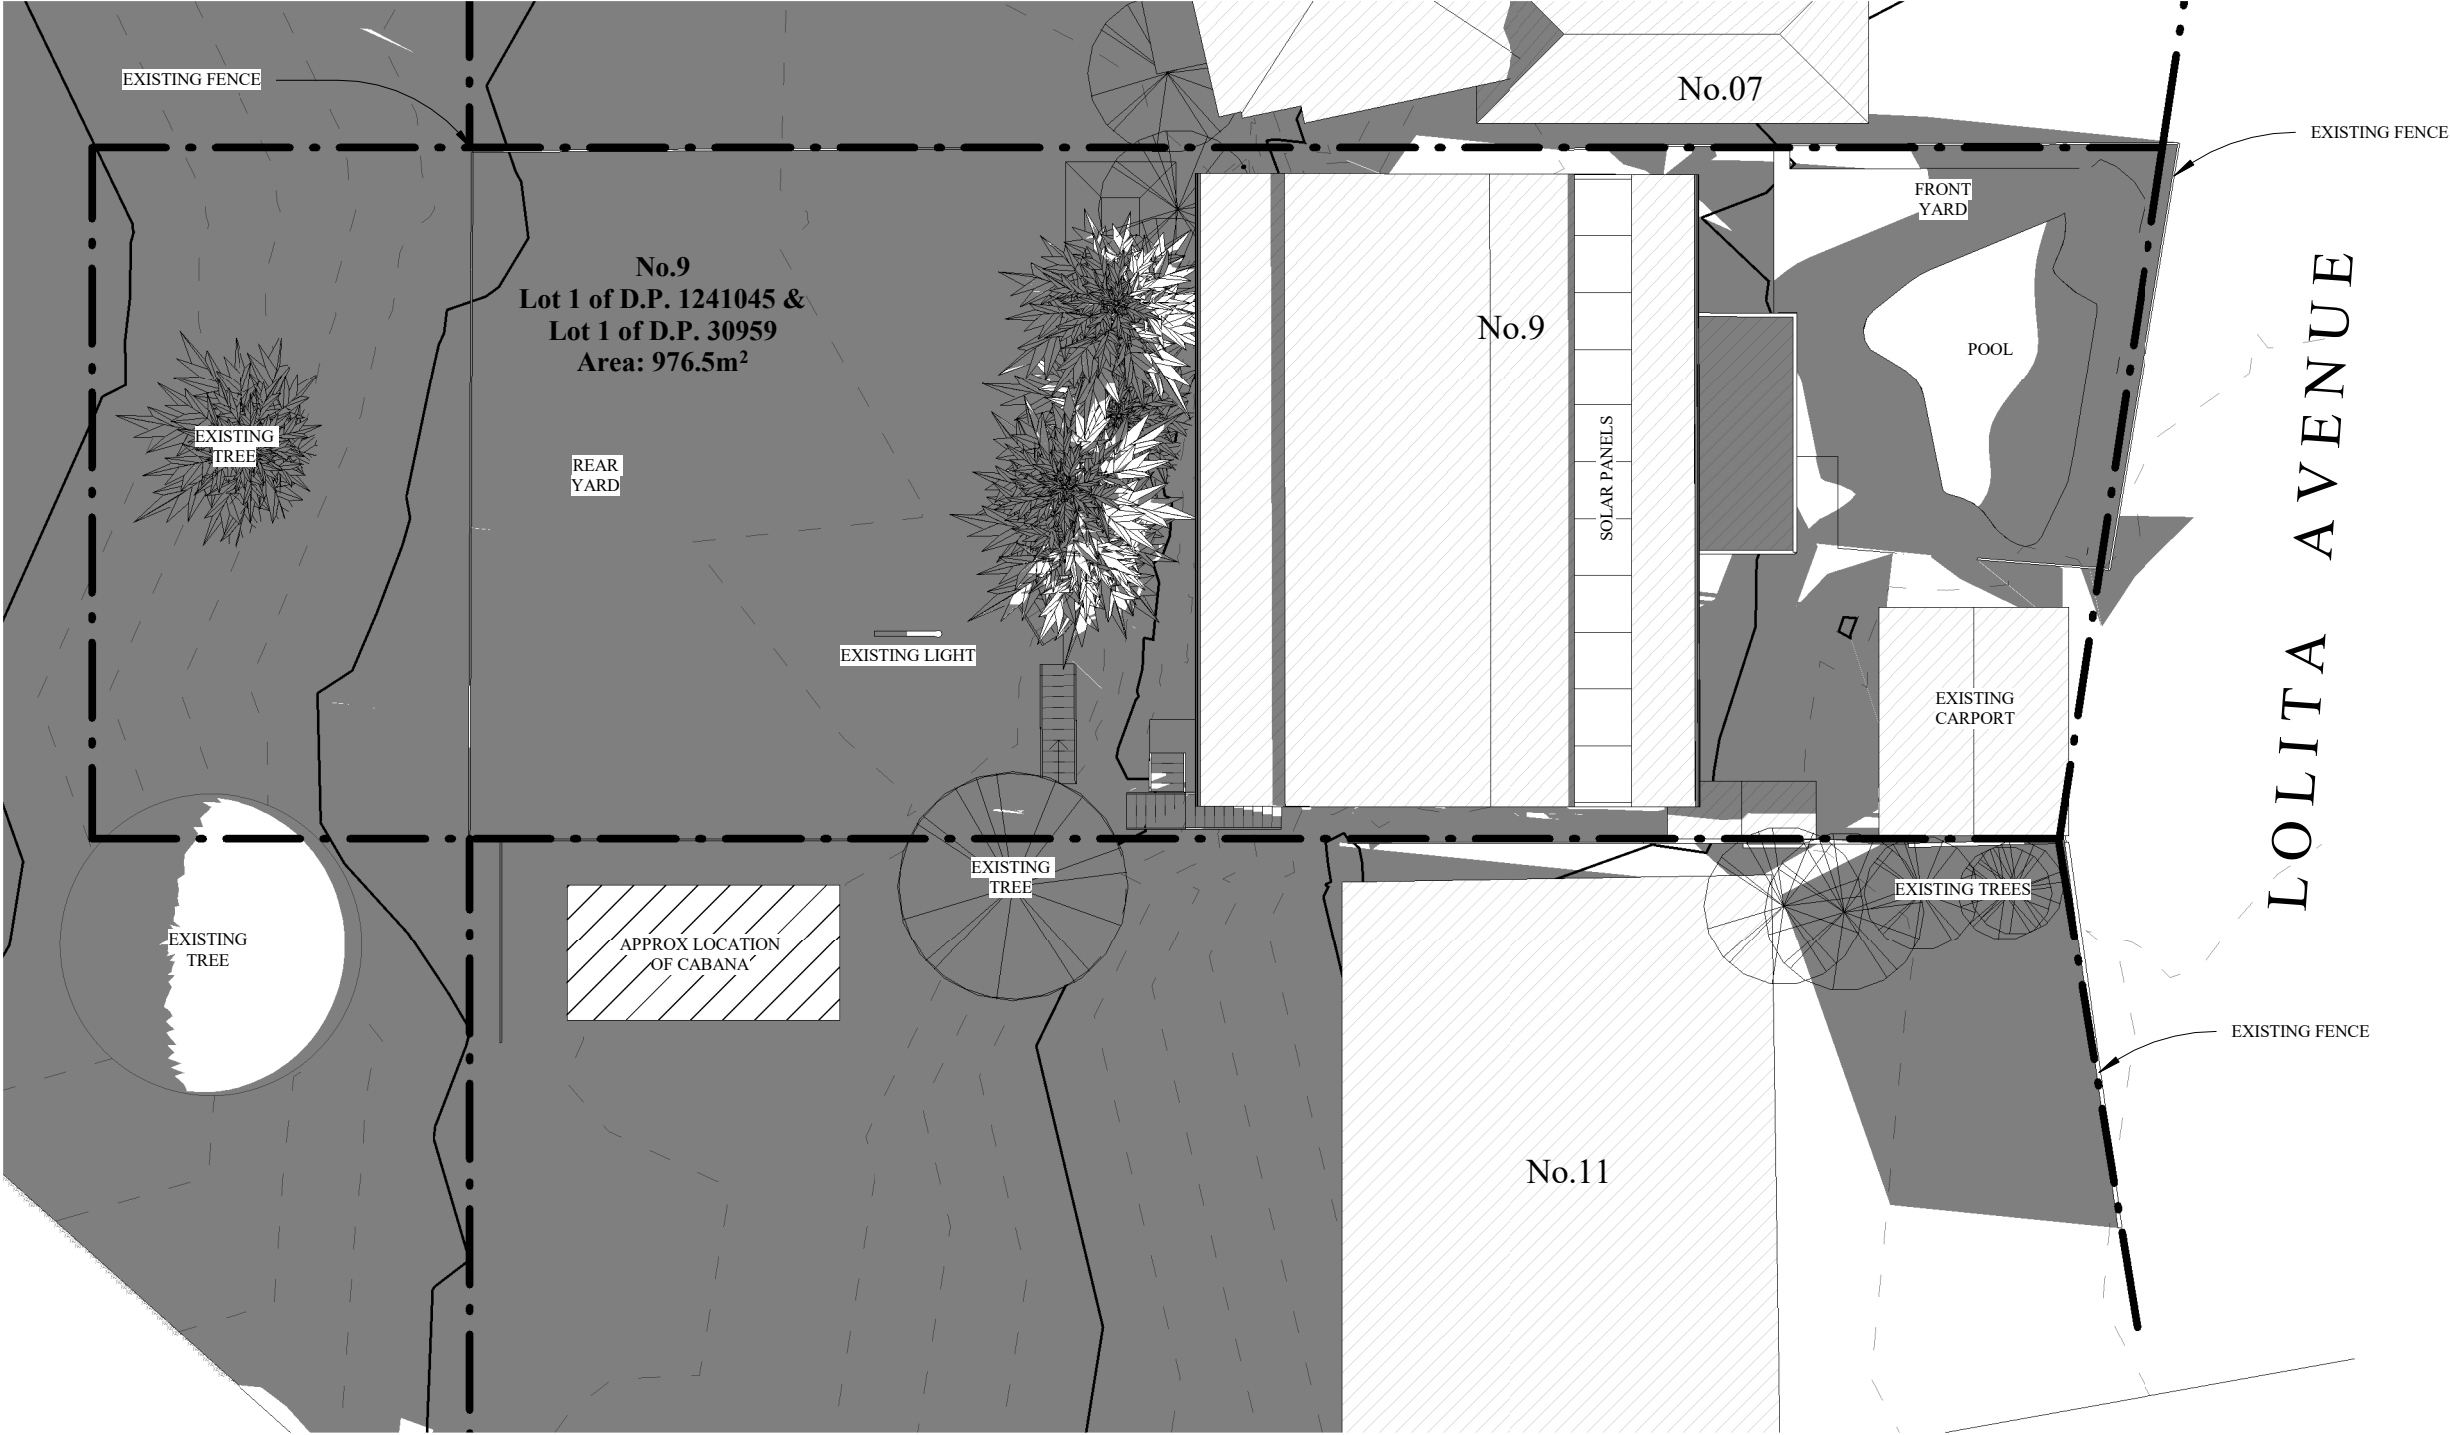 No.07
EXISTING FENCE
EXISTING FENCE
FRONT
YARD
No.9
Lot 1 of D.P. 1241045 &
Lot 1 of D.P. 30959
Area: 976.5m²
No.9
POOL
LOLITA AVENUE
EXISTING
TREE
REAR
YARD
SOLAR PANELS
EXISTING LIGHT
EXISTING
CARPORT
EXISTING
TREE
EXISTING TREES
EXISTING
TREE
APPROX LOCATION
OF CABANA
EXISTING FENCE
No.11